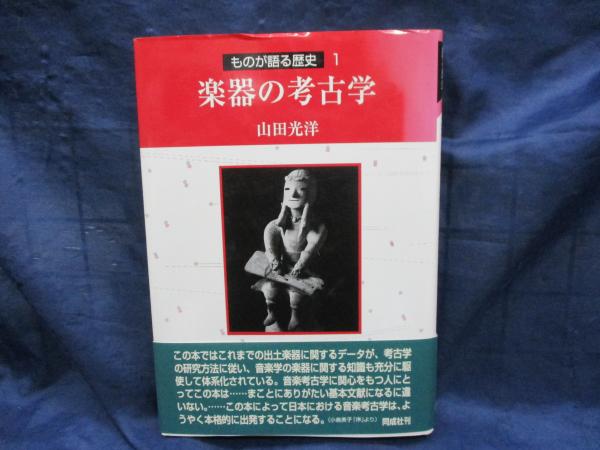 ものが語る歴史 1
楽器の考古学
山田光洋
この本ではこれまでの出土楽器に関するデータが、考古学
の研究方法に従い、音楽学の楽器に関する知識も充分に駆
使して体系化されている。音楽考古学に関心をもつ人にと
ってこの本は……まことにありがたい基本文献になるに違
いない。……この本によって日本における音楽考古学は、よ
うやく本格的に出発することになる。(小島美子「序」より)
同成社刊